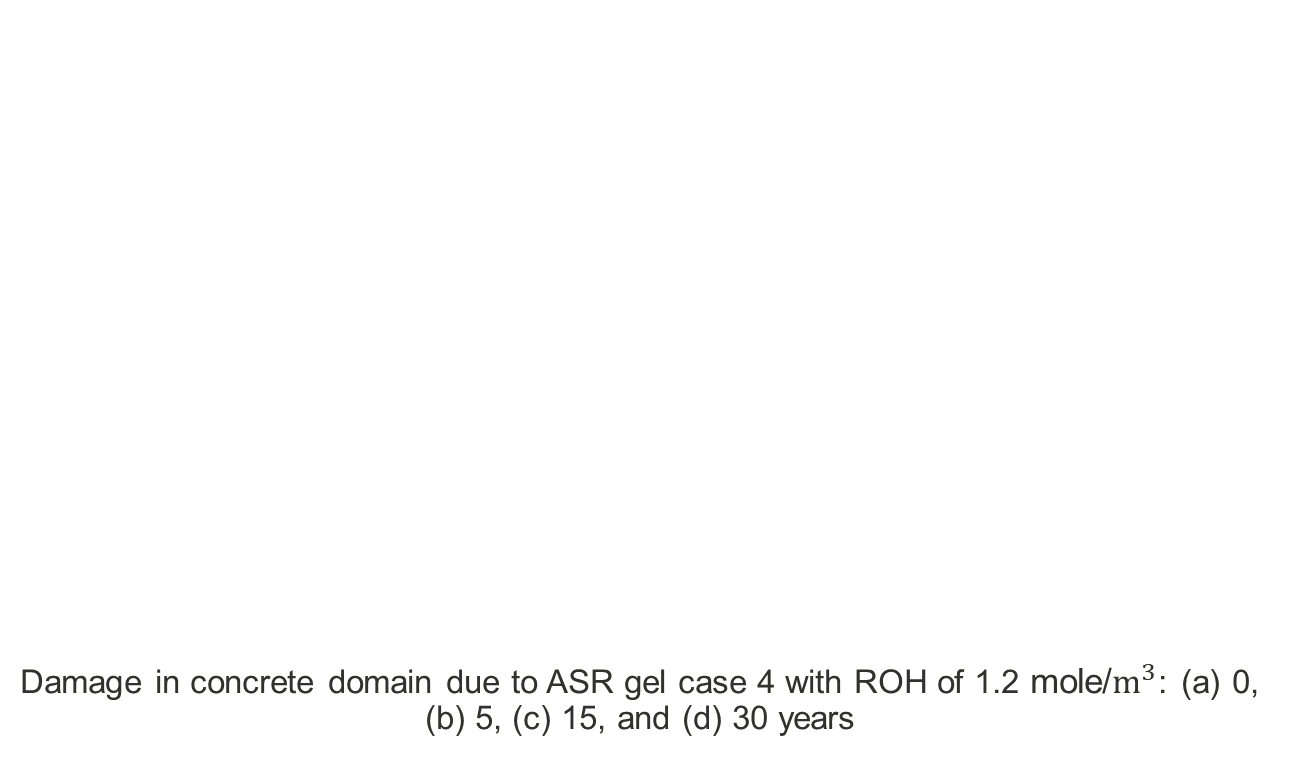 Damage in concrete domain due to ASR gel case 4 with ROH of 1.2 mole/m³: (a) 0,
(b) 5, (c) 15, and (d) 30 years